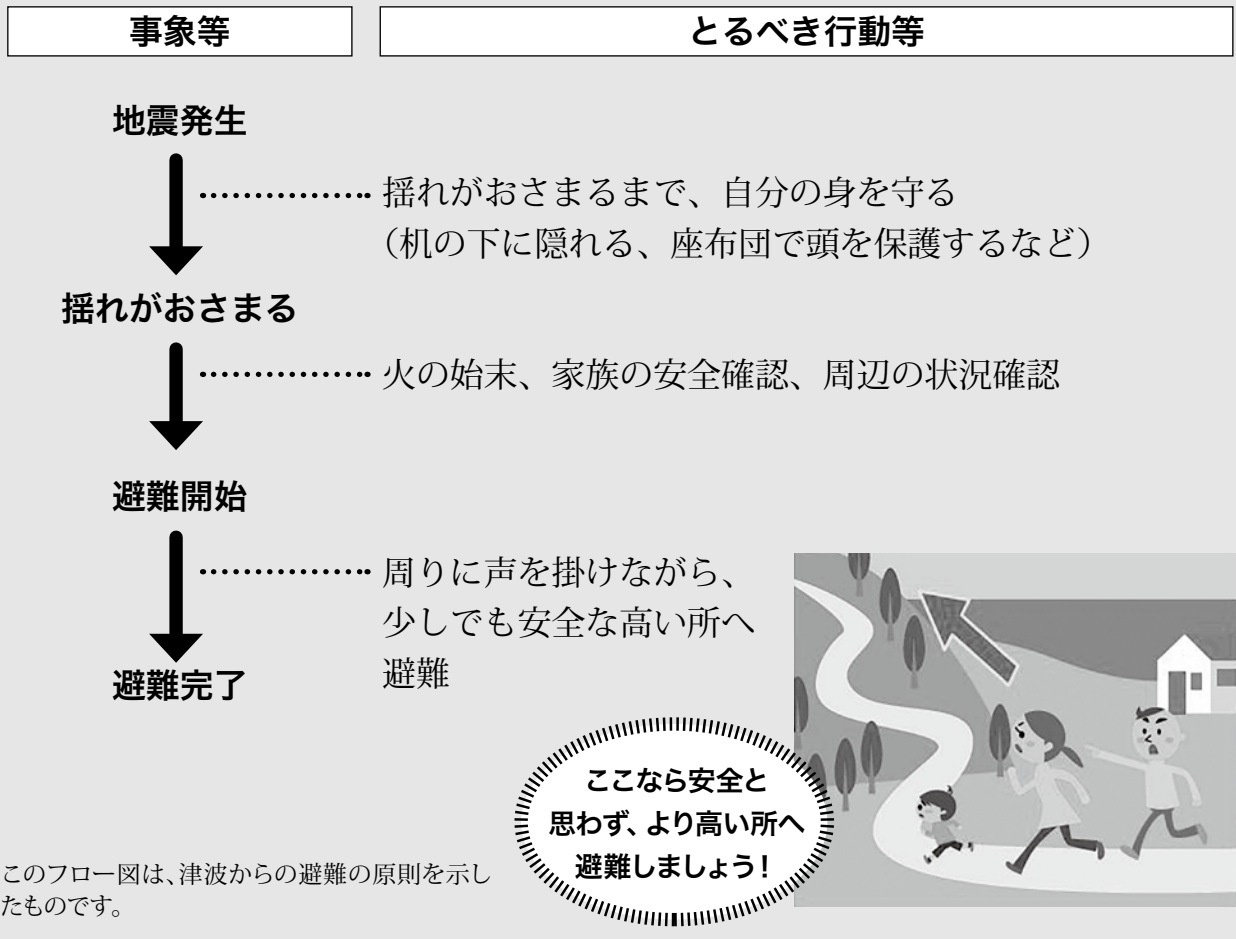 事象等
とるべき行動等
地震発生
揺れがおさまるまで、自分の身を守る
（机の下に隠れる、座布団で頭を保護するなど）
揺れがおさまる
火の始末、家族の安全確認、周辺の状況確認
避難開始
周りに声を掛けながら、
少しでも安全な高い所へ
避難
避難完了
ここなら安全と
思わず、より高い所へ
避難しましょう！
このフロー図は、津波からの避難の原則を示し
たものです。